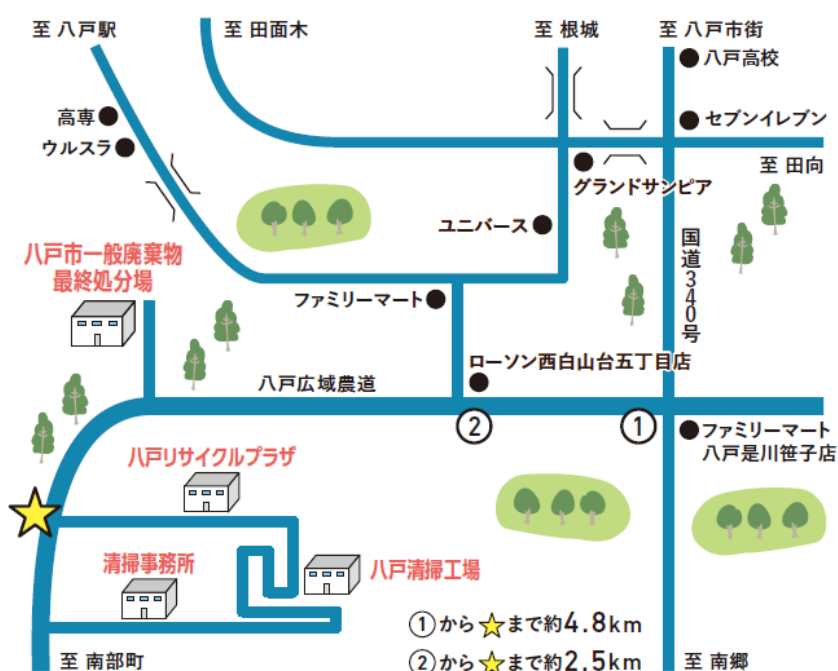 至 八戸駅
至 田面木
至 根城
至 八戸市街
八戸高校
高専
ウルスラ
セブンイレブン
至 田向
グランドサンピア
ユニバース
国道340号
八戸市一般廃棄物
最終処分場
ファミリーマート
ローソン西白山台五丁目店
八戸広域農道
②
①
ファミリーマート
八戸是川笹子店
八戸リサイクルプラザ
清掃事務所
八戸清掃工場
①から★まで約4.8km
②から★まで約2.5km
至 南部町
至 南郷